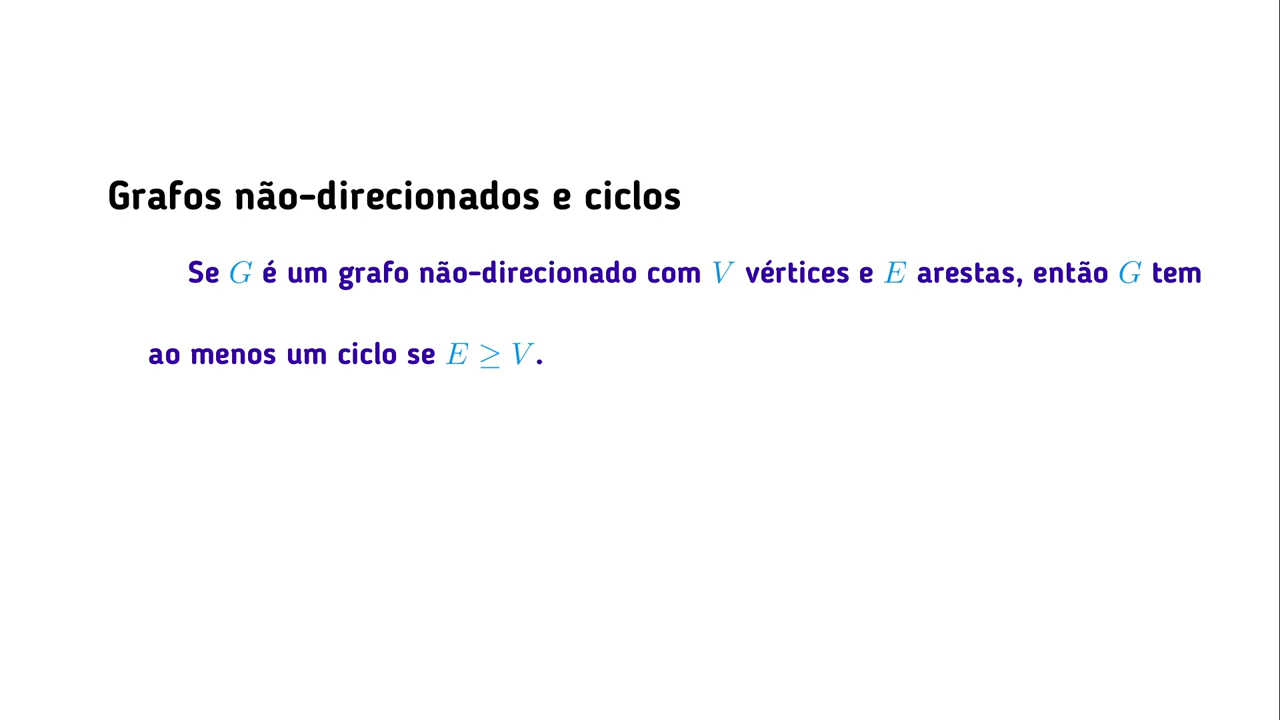 Grafos não-direcionados e ciclos
Se G é um grafo não-direcionado com V vértices e E arestas, então G tem
ao menos um ciclo se E ≥ V.